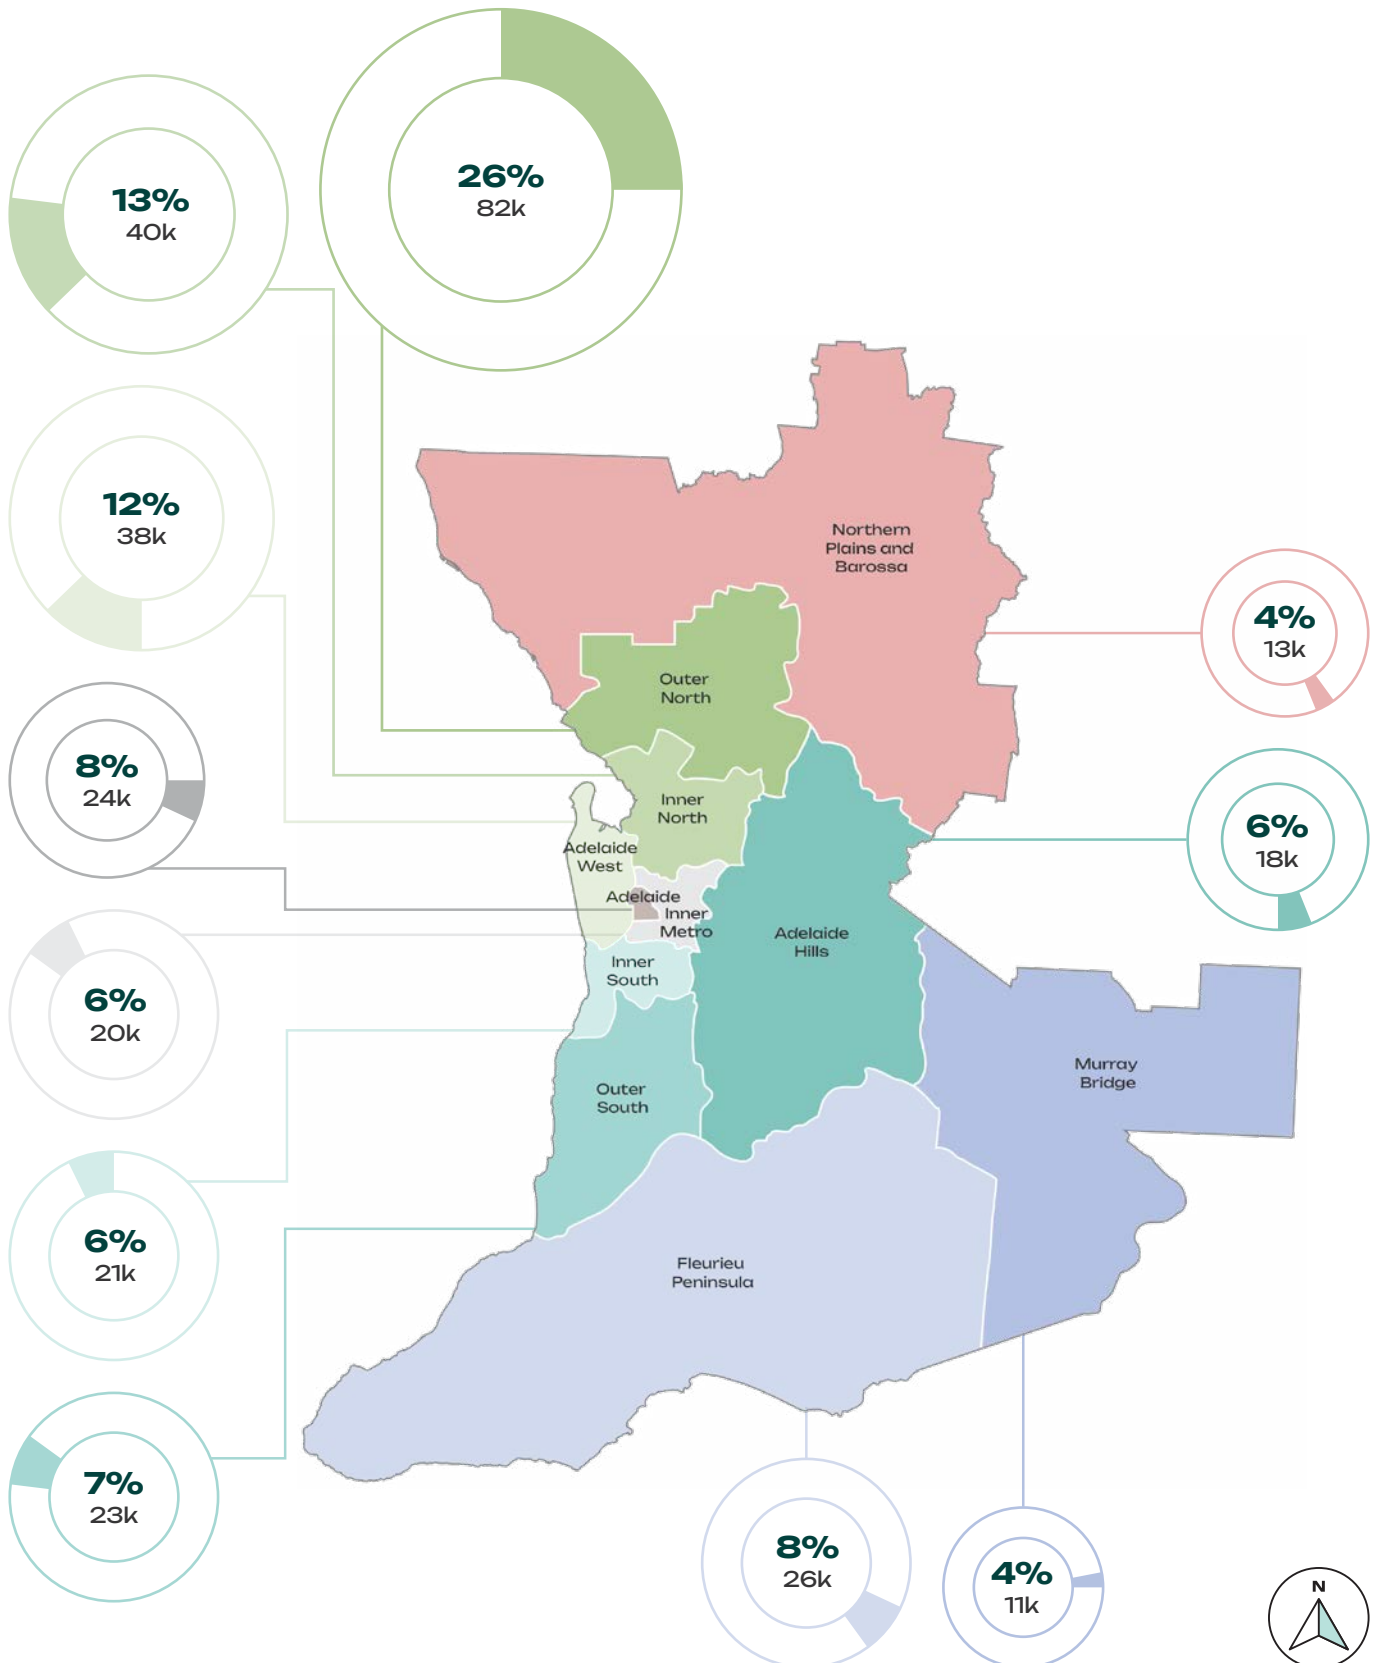 26%
82k
13%
40k
12%
38k
Northern
Plains and
Barossa
4%
13k
Outer
North
8%
24k
Inner
North
6%
18k
Adelaide
West
Adelaide
Inner
Metro
Adelaide
Hills
Inner
South
6%
20k
Murray
Bridge
Outer
South
6%
21k
Fleurieu
Peninsula
7%
23k
8%
26k
4%
11k
N